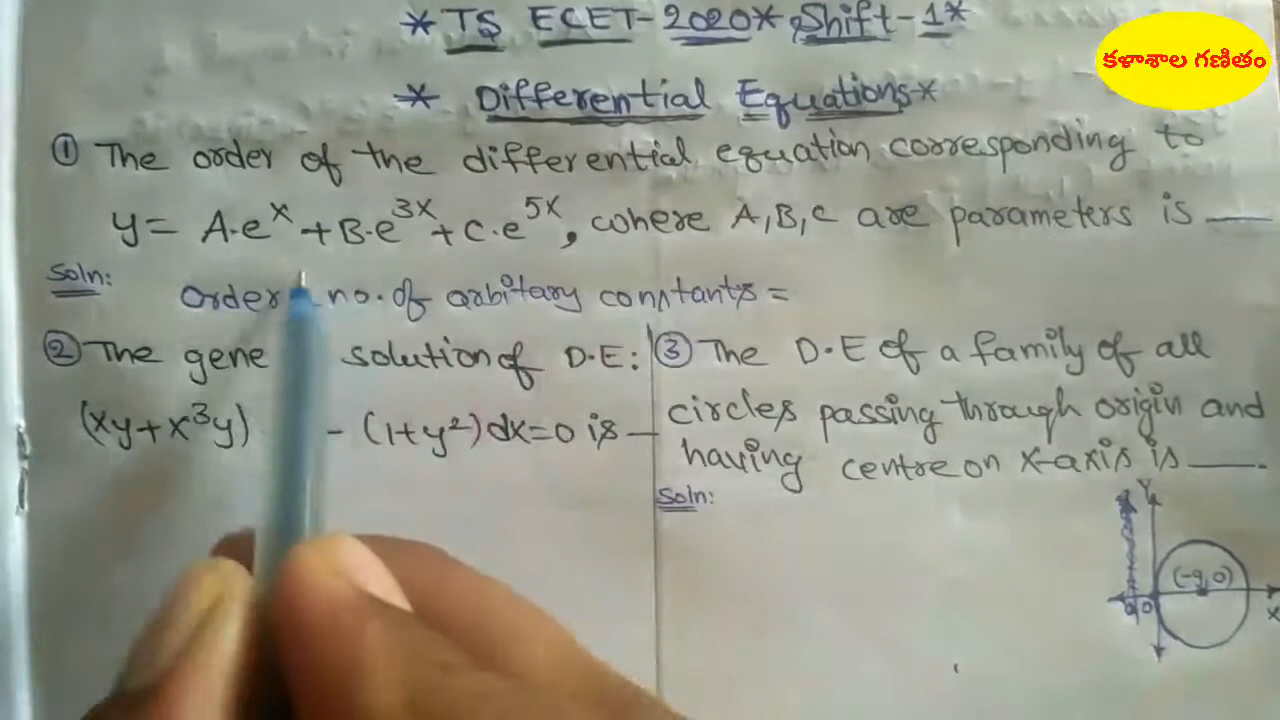 * TS ECET-2020* Shift-1*
కళాశాల గణితం
* Differential Equations*
① The order of the differential equation corresponding to
y = A.e^x + B.e^3x + C.e^5x, where A,B,C are parameters is ___
Soln:
Order no. of arbitary constants =
② The gene solution of D.E:
(xy+x³y) - (1+y²)dx=0 is —
③ The D.E of a family of all
circles passing through origin and
having centre on x-axis is ___.
Soln:
Y
(-g,0)
O
X